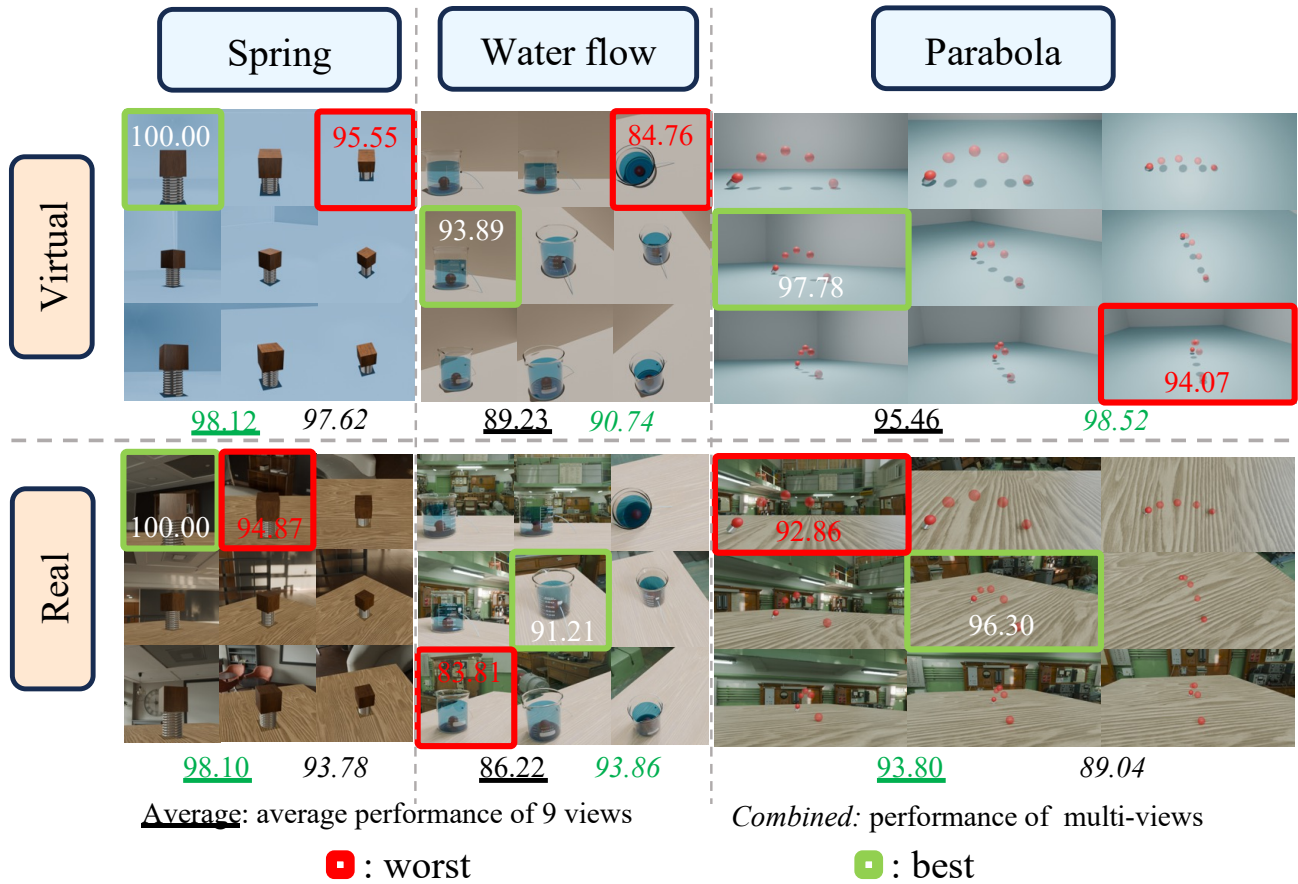 Spring
Water flow
Parabola
Virtual
100.00
95.55
84.76
93.89
97.78
94.07
98.12
97.62
89.23
90.74
95.46
98.52
Real
100.00
94.87
92.86
91.21
96.30
83.81
98.10
93.78
86.22
93.86
93.80
89.04
Average: average performance of 9 views
Combined: performance of multi-views
: worst
: best